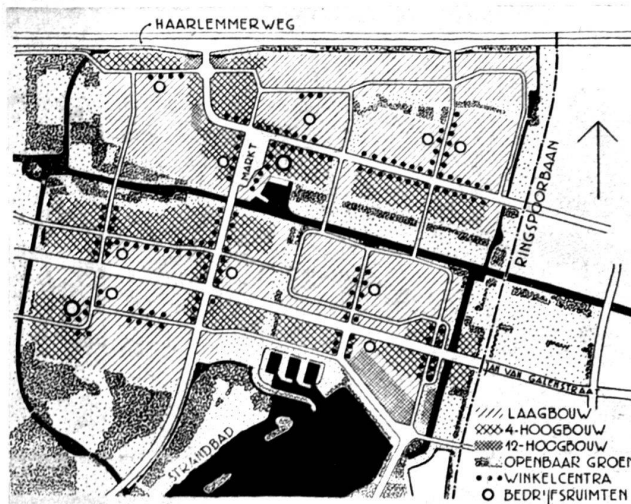 HAARLEMMERWEG
MARKT
RINGSPOORBAAN
JAN VAN GALENSTRAAT
STRANDBAD
LAAGBOUW
4-HOOGBOUW
12-HOOGBOUW
OPENBAAR GROEN
WINKELCENTRA
BEDRIJFSRUIMTEN